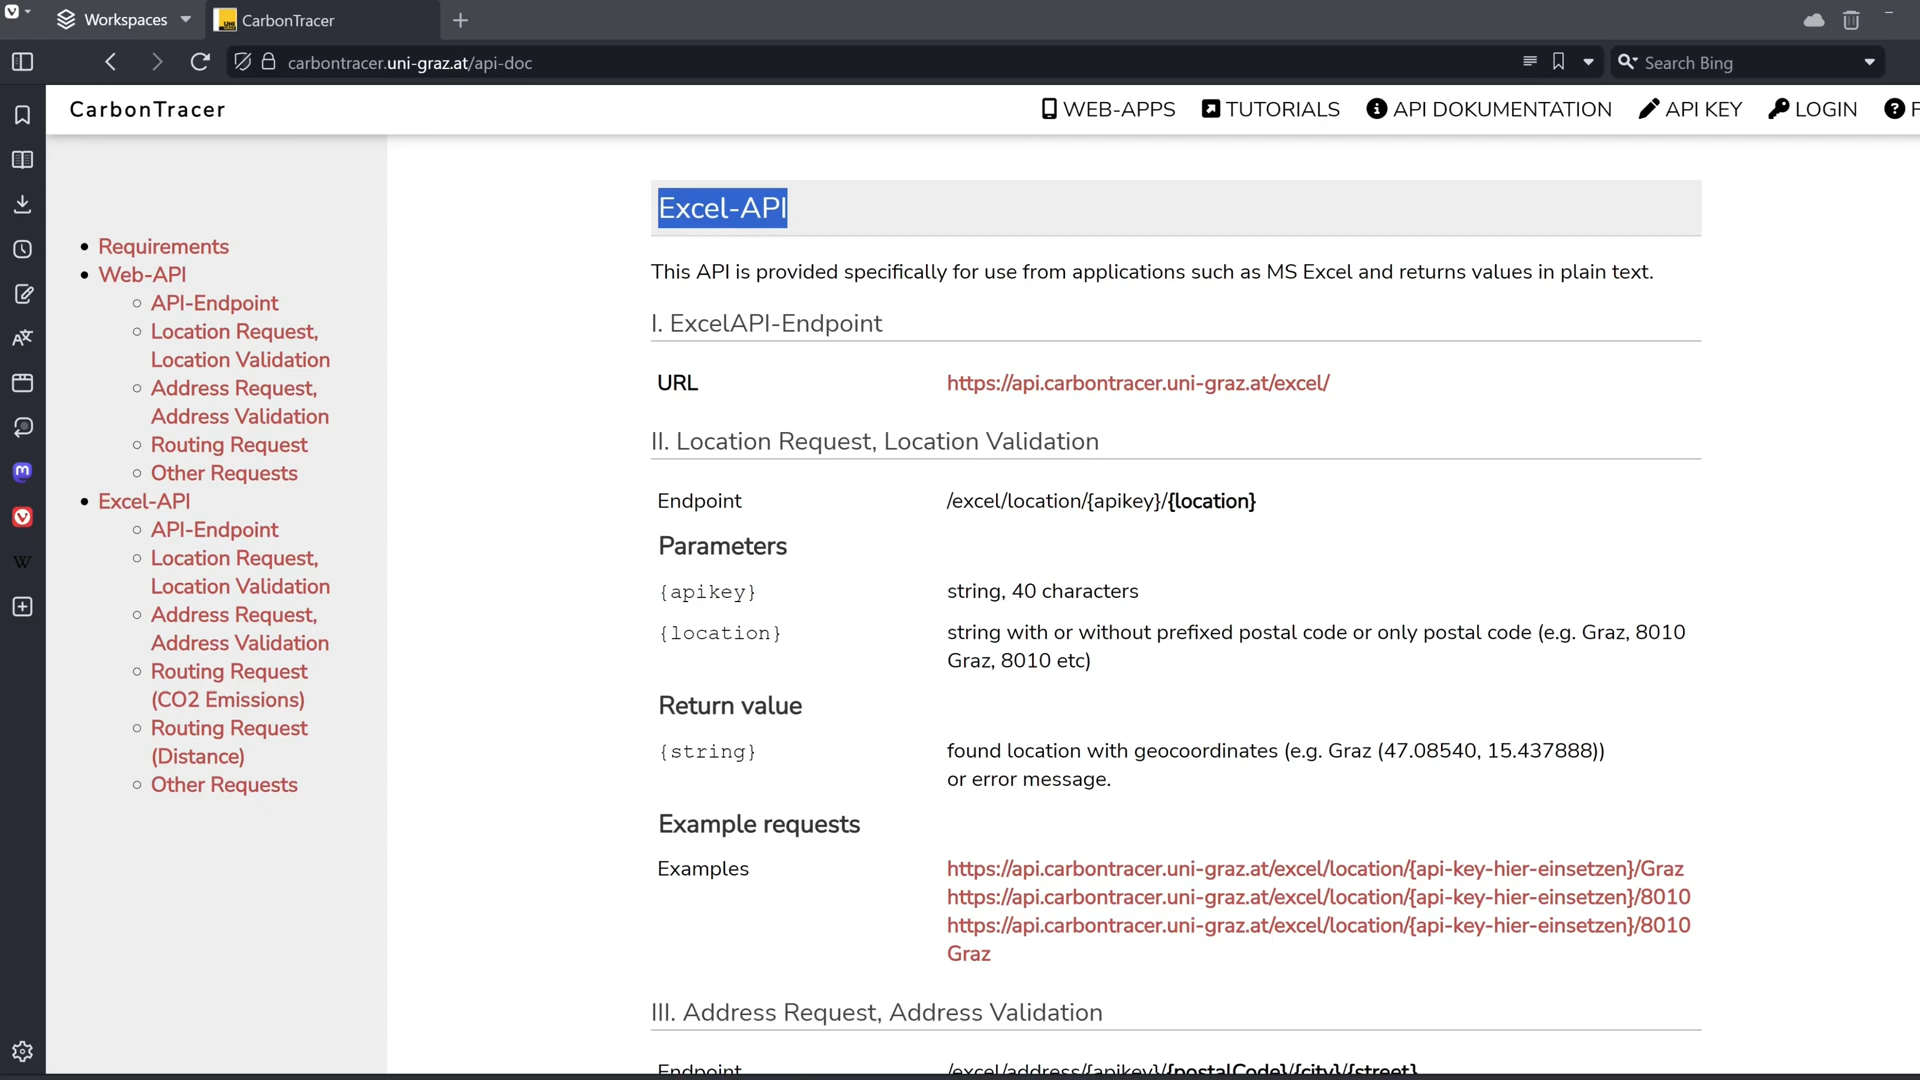 Workspaces
CarbonTracer
carbontracer.uni-graz.at/api-doc
Search Bing
CarbonTracer
WEB-APPS
TUTORIALS
API DOKUMENTATION
API KEY
LOGIN
F
Requirements
Web-API
API-Endpoint
Location Request,
Location Validation
Address Request,
Address Validation
Routing Request
Other Requests
Excel-API
API-Endpoint
Location Request,
Location Validation
Address Request,
Address Validation
Routing Request
(CO2 Emissions)
Routing Request
(Distance)
Other Requests
Excel-API
This API is provided specifically for use from applications such as MS Excel and returns values in plain text.
I. ExcelAPI-Endpoint
URL https://api.carbontracer.uni-graz.at/excel/
II. Location Request, Location Validation
Endpoint /excel/location/{apikey}/{location}
Parameters
{apikey} string, 40 characters
{location} string with or without prefixed postal code or only postal code (e.g. Graz, 8010
Graz, 8010 etc)
Return value
{string} found location with geocoordinates (e.g. Graz (47.08540, 15.437888))
or error message.
Example requests
Examples https://api.carbontracer.uni-graz.at/excel/location/{api-key-hier-einsetzen}/Graz
https://api.carbontracer.uni-graz.at/excel/location/{api-key-hier-einsetzen}/8010
https://api.carbontracer.uni-graz.at/excel/location/{api-key-hier-einsetzen}/8010
Graz
III. Address Request, Address Validation
Endpoint /excel/address/{apikey}/{postalCode}/{city}/{street}